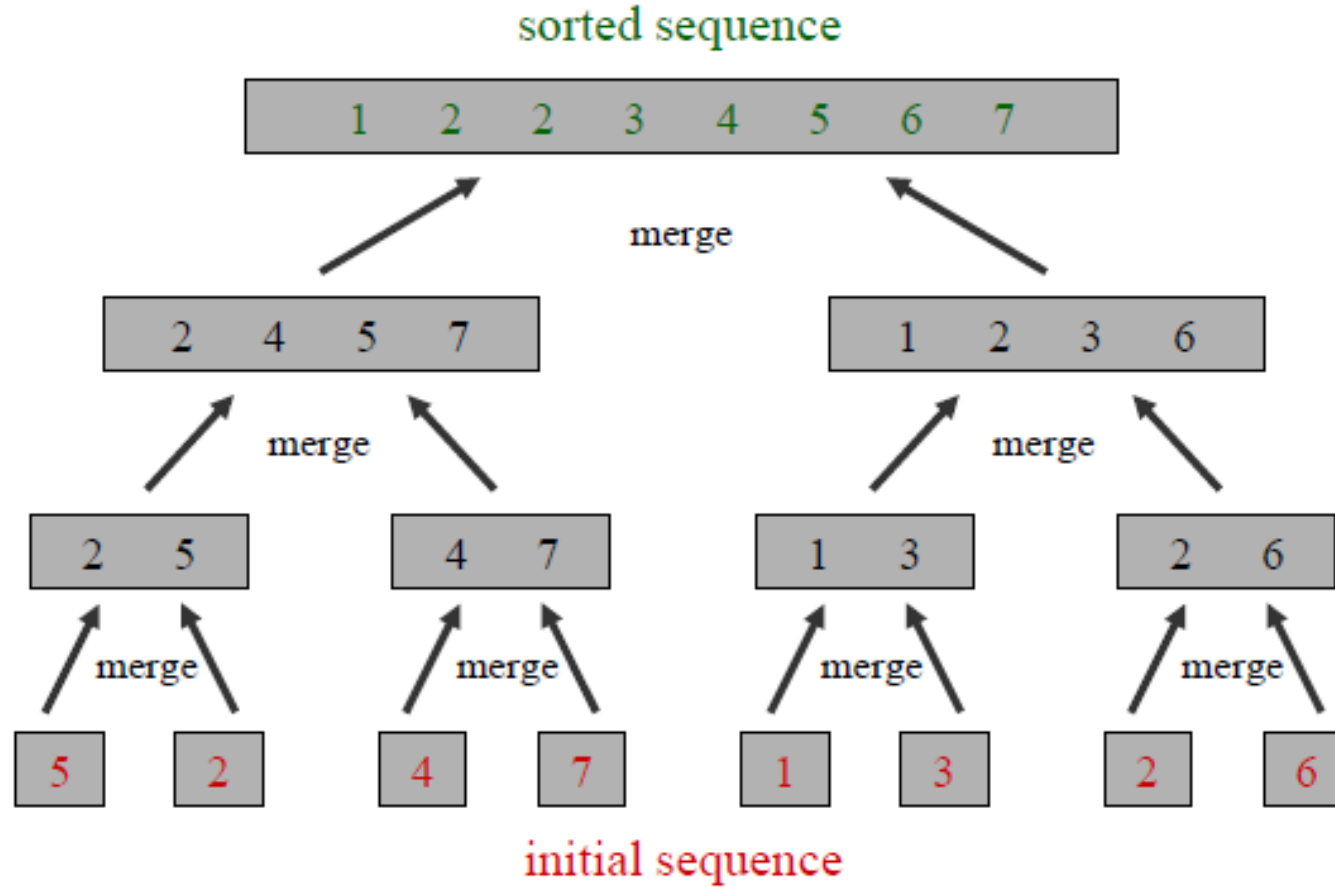 sorted sequence
1 2 2 3 4 5 6 7
merge
2 4 5 7
1 2 3 6
merge
merge
2 5
4 7
1 3
2 6
merge
merge
merge
merge
5
2
4
7
1
3
2
6
initial sequence